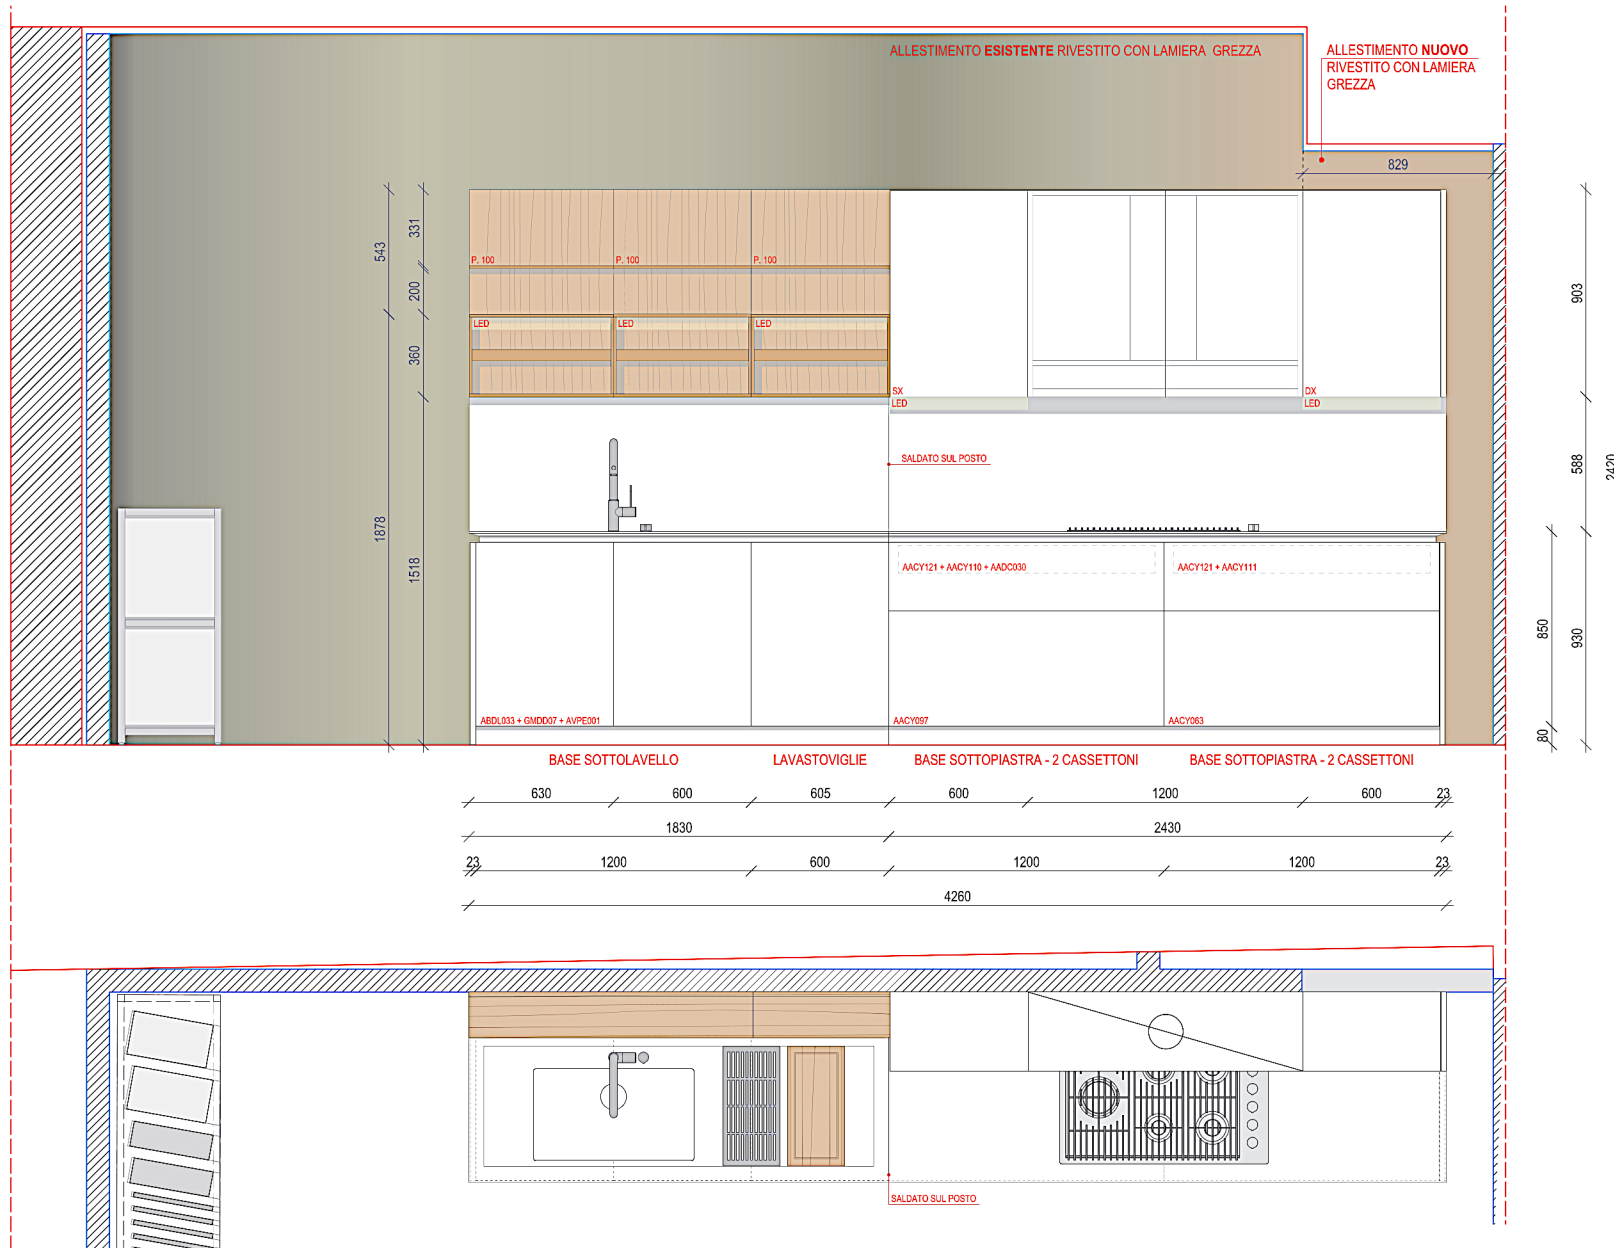 ALLESTIMENTO ESISTENTE RIVESTITO CON LAMIERA GREZZA
ALLESTIMENTO NUOVO
RIVESTITO CON LAMIERA
GREZZA
829
543
331
200
360
1878
1518
P. 100
P. 100
P. 100
LED
LED
LED
SX
LED
DX
LED
903
588
2420
850
930
80
SALDATO SUL POSTO
AACY121 + AACY110 + AADC030
AACY121 + AACY111
ABDL033 + GMDD07 + AVPE001
AACY097
AACY063
BASE SOTTOLAVELLO
LAVASTOVIGLIE
BASE SOTTOPIASTRA - 2 CASSETTONI
BASE SOTTOPIASTRA - 2 CASSETTONI
630 600 605 600 1200 600 23
1830 2430
23 1200 600 1200 1200 23
4260
SALDATO SUL POSTO